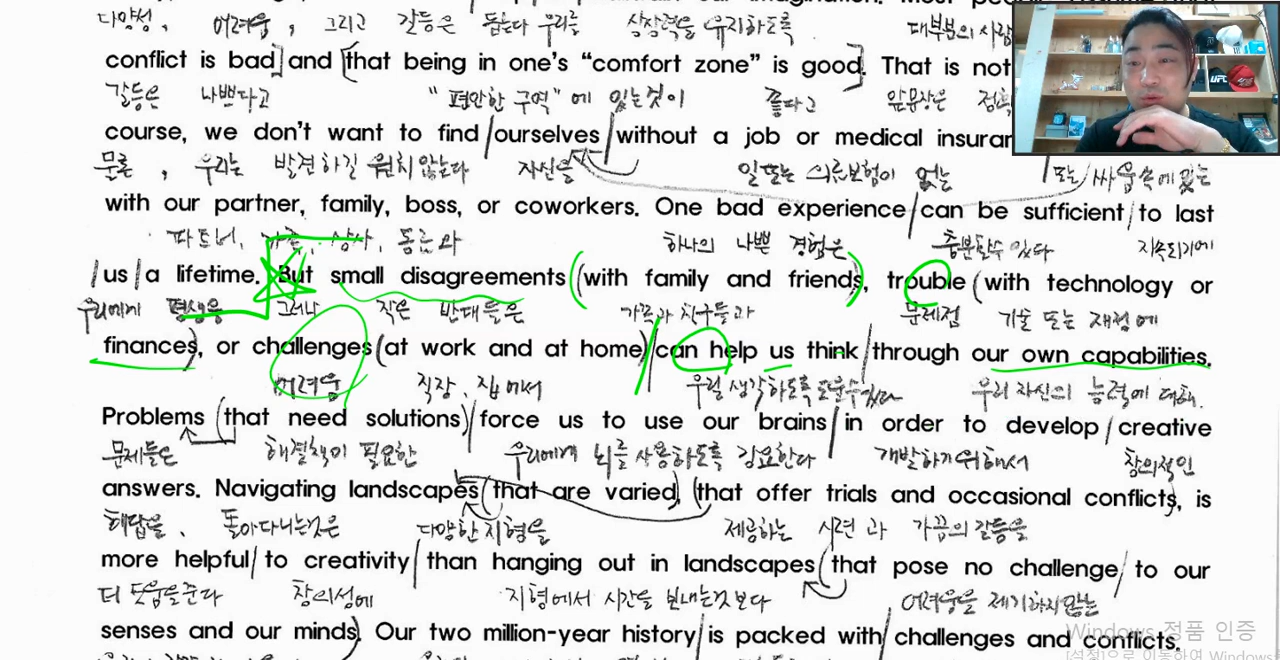 다양성, 어려움, 그리고 갈등은 돕는다 우리를 상상력을 유지하도록 대부분의 사람
conflict is bad] and [that being in one's "comfort zone" is good]. That is not
갈등은 나쁘다고 "편안한 구역"에 있는것이 좋다고 앞문장은
course, we don't want to find / ourselves / without a job or medical insuran
문론, 우리는 발견하길 원치않는다 자신을 일 또는 의료보험이 없는 또는 싸움속에 있는
with our partner, family, boss, or coworkers. One bad experience / can be sufficient / to last
파트너, 가족, 상사, 동료와 하나의 나쁜 경험은 충분할수있다 지속되기에
/ us / a lifetime. But small disagreements (with family and friends), trouble (with technology or
우리에게 평생을 그러나 작은 반대들은 가족과 친구들과 문제점 기술 또는 재정에
finances), or challenges (at work and at home) / can help us think / through our own capabilities.
어려움 직장, 집에서 우릴 생각하도록 도울수있다 우리 자신의 능력에 대해.
Problems (that need solutions) / force us to use our brains / in order to develop / creative
문제들은 해결책이 필요한 우리에게 뇌를 사용하도록 강요한다 개발하기위해서 창의적인
answers. Navigating landscapes (that are varied), (that offer trials and occasional conflicts), is
해답을. 돌아다니는것은 다양한 지형을 제공하는 시련과 가끔의 갈등을
more helpful / to creativity / than hanging out in landscapes (that pose no challenge / to our
더 도움을준다 창의성에 지형에서 시간을 보내는것보다 어려움을 제기하지않는
senses and our minds). Our two million-year history / is packed with / challenges and conflicts.
Windows 정품 인증
[설정]으로 이동하여 Windows